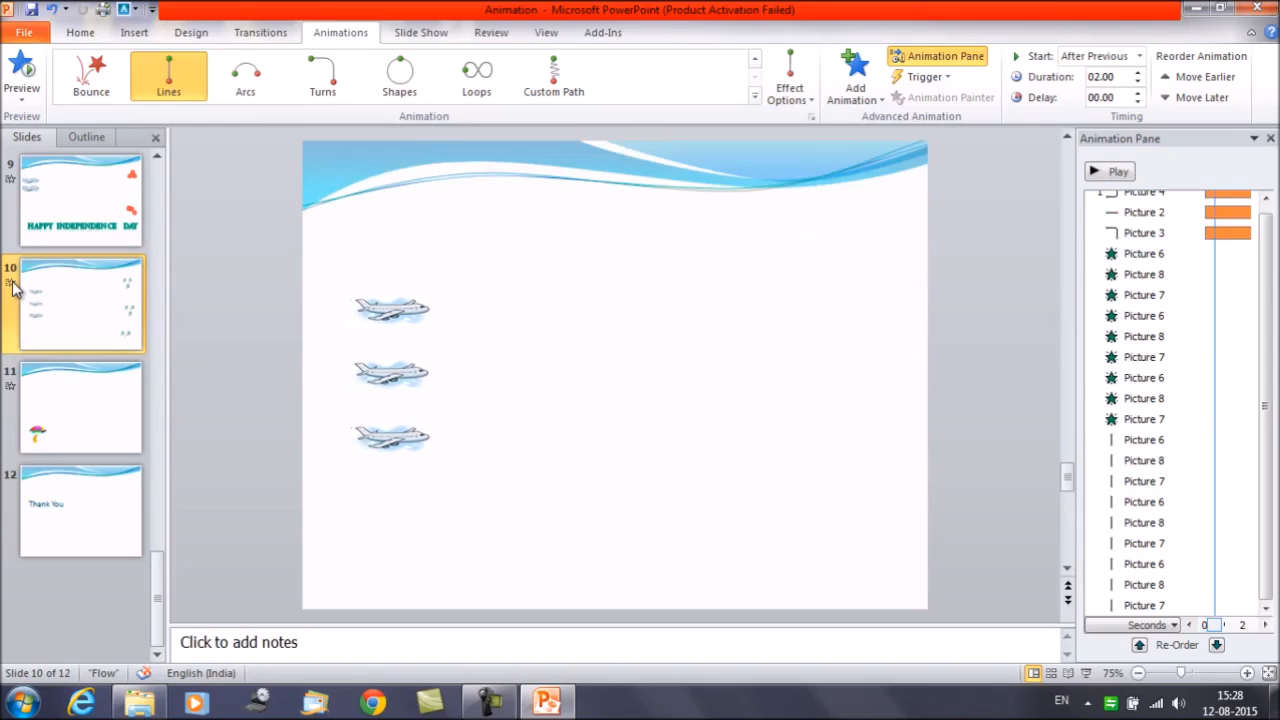 Animation - Microsoft PowerPoint (Product Activation Failed)
File Home Insert Design Transitions Animations Slide Show Review View Add-Ins
Preview
Bounce Lines Arcs Turns Shapes Loops Custom Path
Effect Options
Add Animation
Animation Pane
Trigger
Animation Painter
Start: After Previous
Duration: 02.00
Delay: 00.00
Reorder Animation
Move Earlier
Move Later
Preview Animation Advanced Animation Timing
Slides Outline
9
HAPPY INDEPENDENCE DAY
10
11
12
Thank You
Animation Pane
Play
1 Picture 4
Picture 2
Picture 3
Picture 6
Picture 8
Picture 7
Picture 6
Picture 8
Picture 7
Picture 6
Picture 8
Picture 7
Picture 6
Picture 8
Picture 7
Picture 6
Picture 8
Picture 7
Picture 6
Picture 8
Picture 7
Seconds 0 2
Re-Order
Click to add notes
Slide 10 of 12 "Flow" English (India) 75%
EN 15:28
12-08-2015